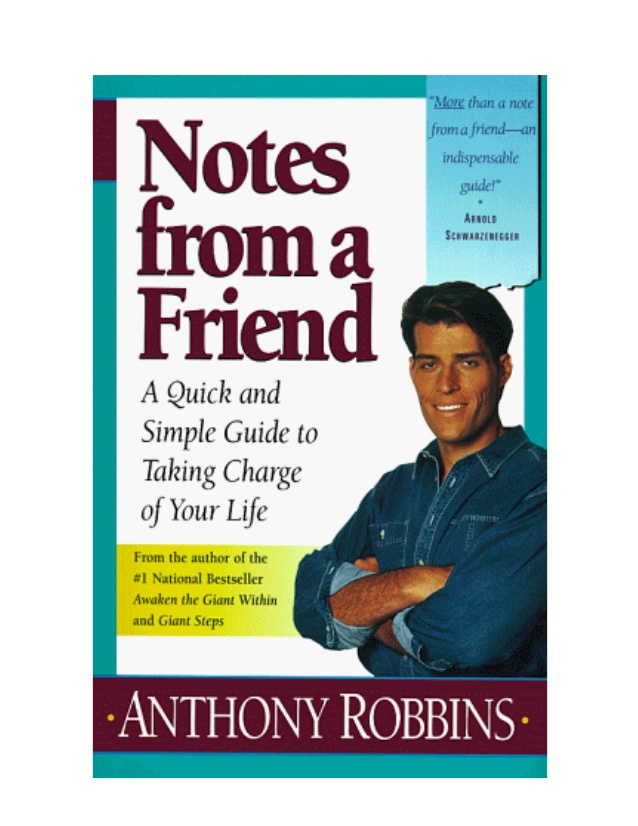 "More than a note
from a friend—an
indispensable
guide!"
ARNOLD
SCHWARZENEGGER
Notes
from a
Friend
A Quick and
Simple Guide to
Taking Charge
of Your Life
From the author of the
#1 National Bestseller
Awaken the Giant Within
and Giant Steps
•ANTHONY ROBBINS•